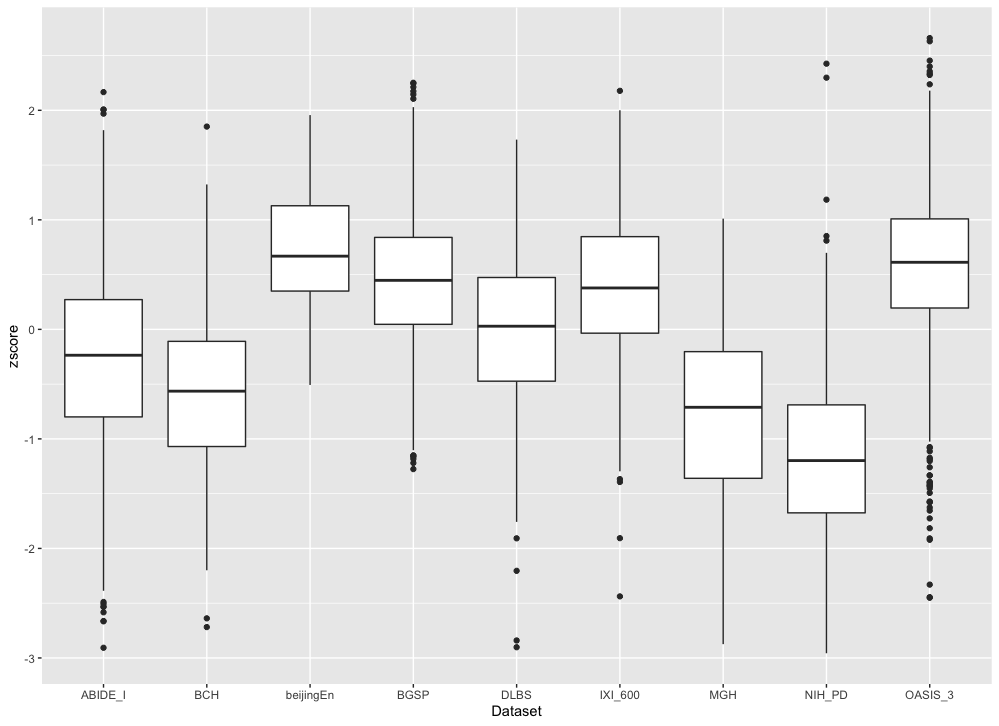 zscore
2
1
0
-1
-2
-3
ABIDE_I BCH beijingEn BGSP DLBS IXI_600 MGH NIH_PD OASIS_3
Dataset